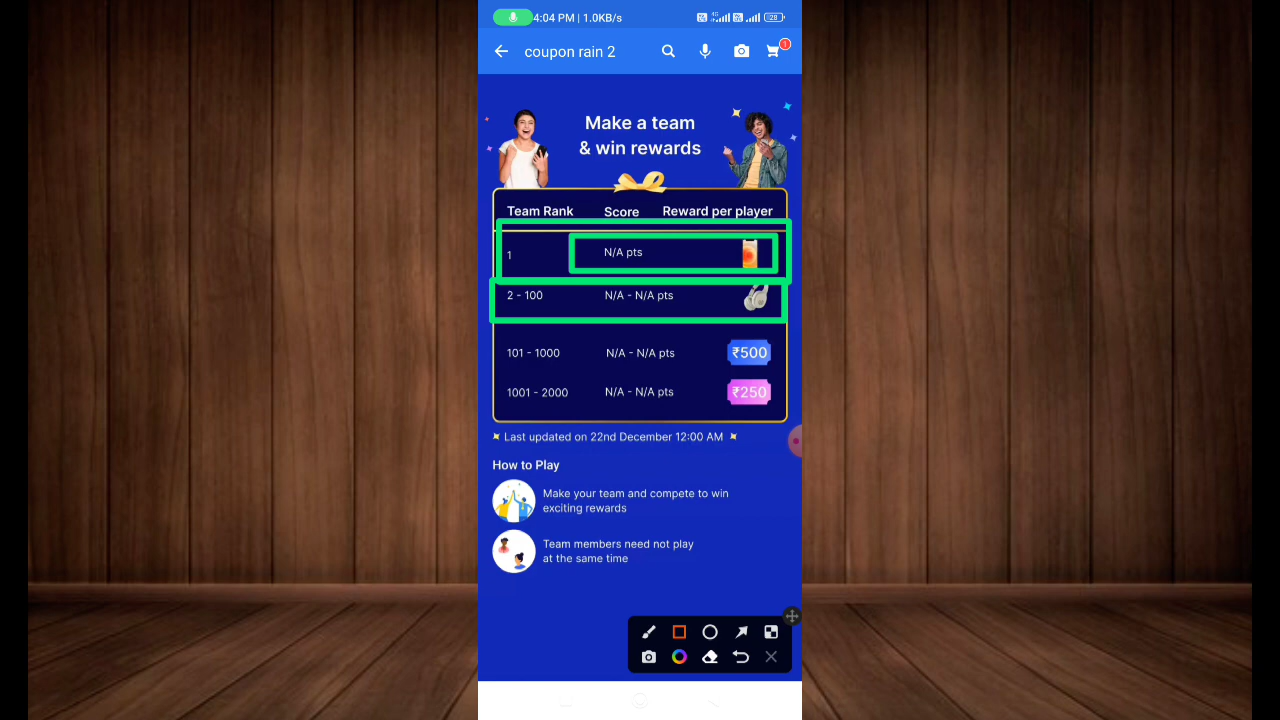 4:04 PM | 1.0KB/s
4G
28
coupon rain 2
1
Make a team
& win rewards
Team Rank Score Reward per player
1 N/A pts
2 - 100 N/A - N/A pts
101 - 1000 N/A - N/A pts ₹500
1001 - 2000 N/A - N/A pts ₹250
Last updated on 22nd December 12:00 AM
How to Play
Make your team and compete to win
exciting rewards
Team members need not play
at the same time